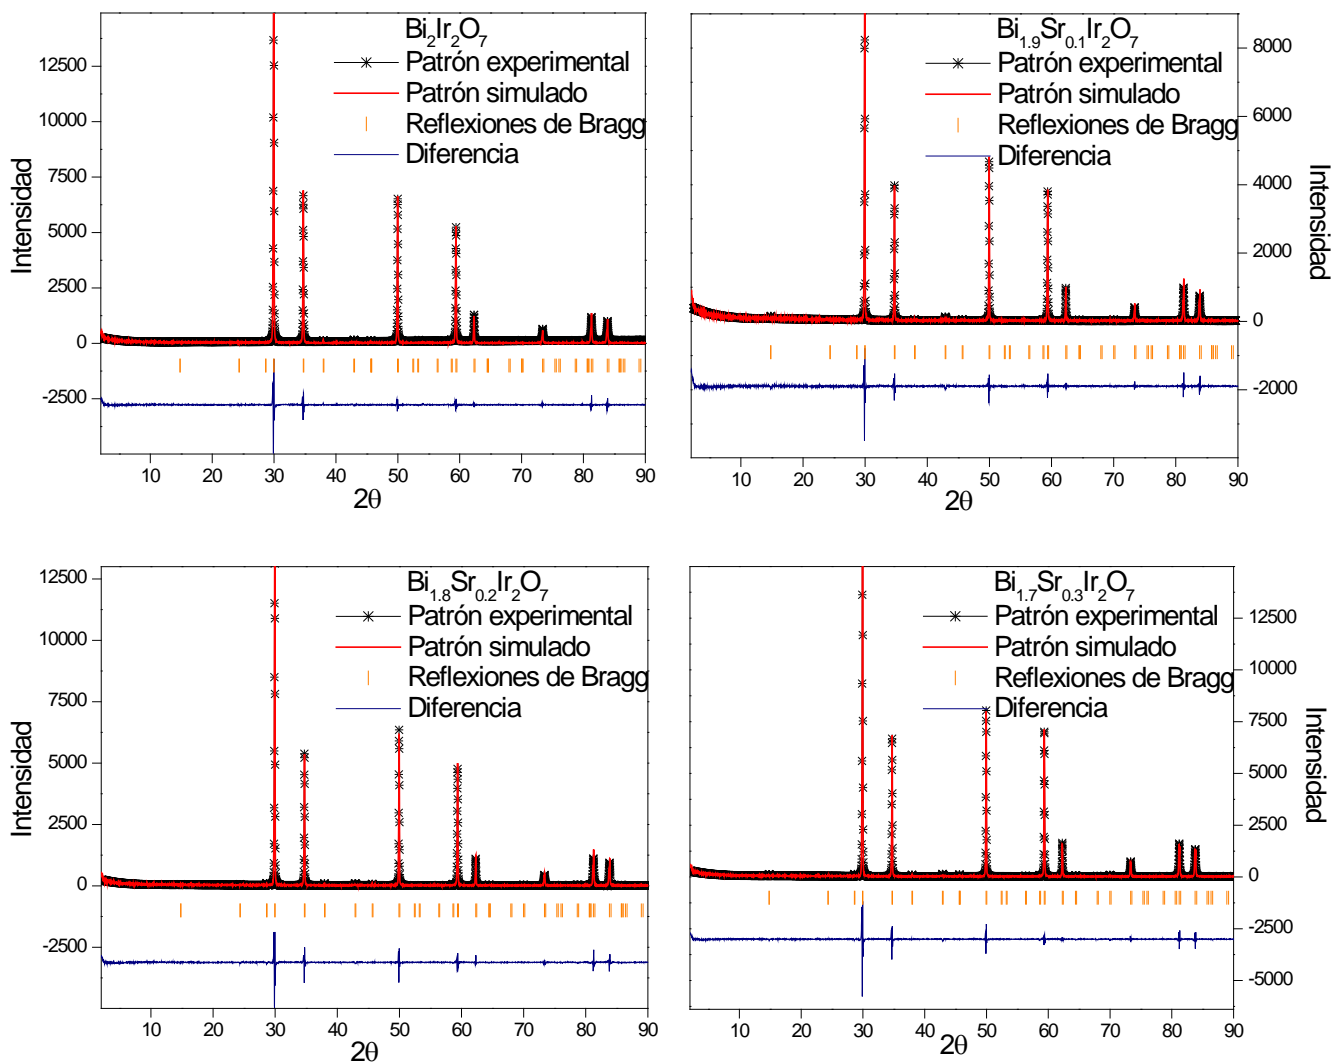 Bi₂Ir₂O₇
Patrón experimental
Patrón simulado
Reflexiones de Bragg
Diferencia
Intensidad
12500
10000
7500
5000
2500
0
-2500
10 20 30 40 50 60 70 80 90
2θ
Bi₁.₉Sr₀.₁Ir₂O₇
Patrón experimental
Patrón simulado
Reflexiones de Bragg
Diferencia
8000
6000
4000
2000
0
-2000
Intensidad
10 20 30 40 50 60 70 80 90
2θ
Bi₁.₈Sr₀.₂Ir₂O₇
Patrón experimental
Patrón simulado
Reflexiones de Bragg
Diferencia
Intensidad
12500
10000
7500
5000
2500
0
-2500
10 20 30 40 50 60 70 80 90
2θ
Bi₁.₇Sr₀.₃Ir₂O₇
Patrón experimental
Patrón simulado
Reflexiones de Bragg
Diferencia
12500
10000
7500
5000
2500
0
-2500
-5000
Intensidad
10 20 30 40 50 60 70 80 90
2θ